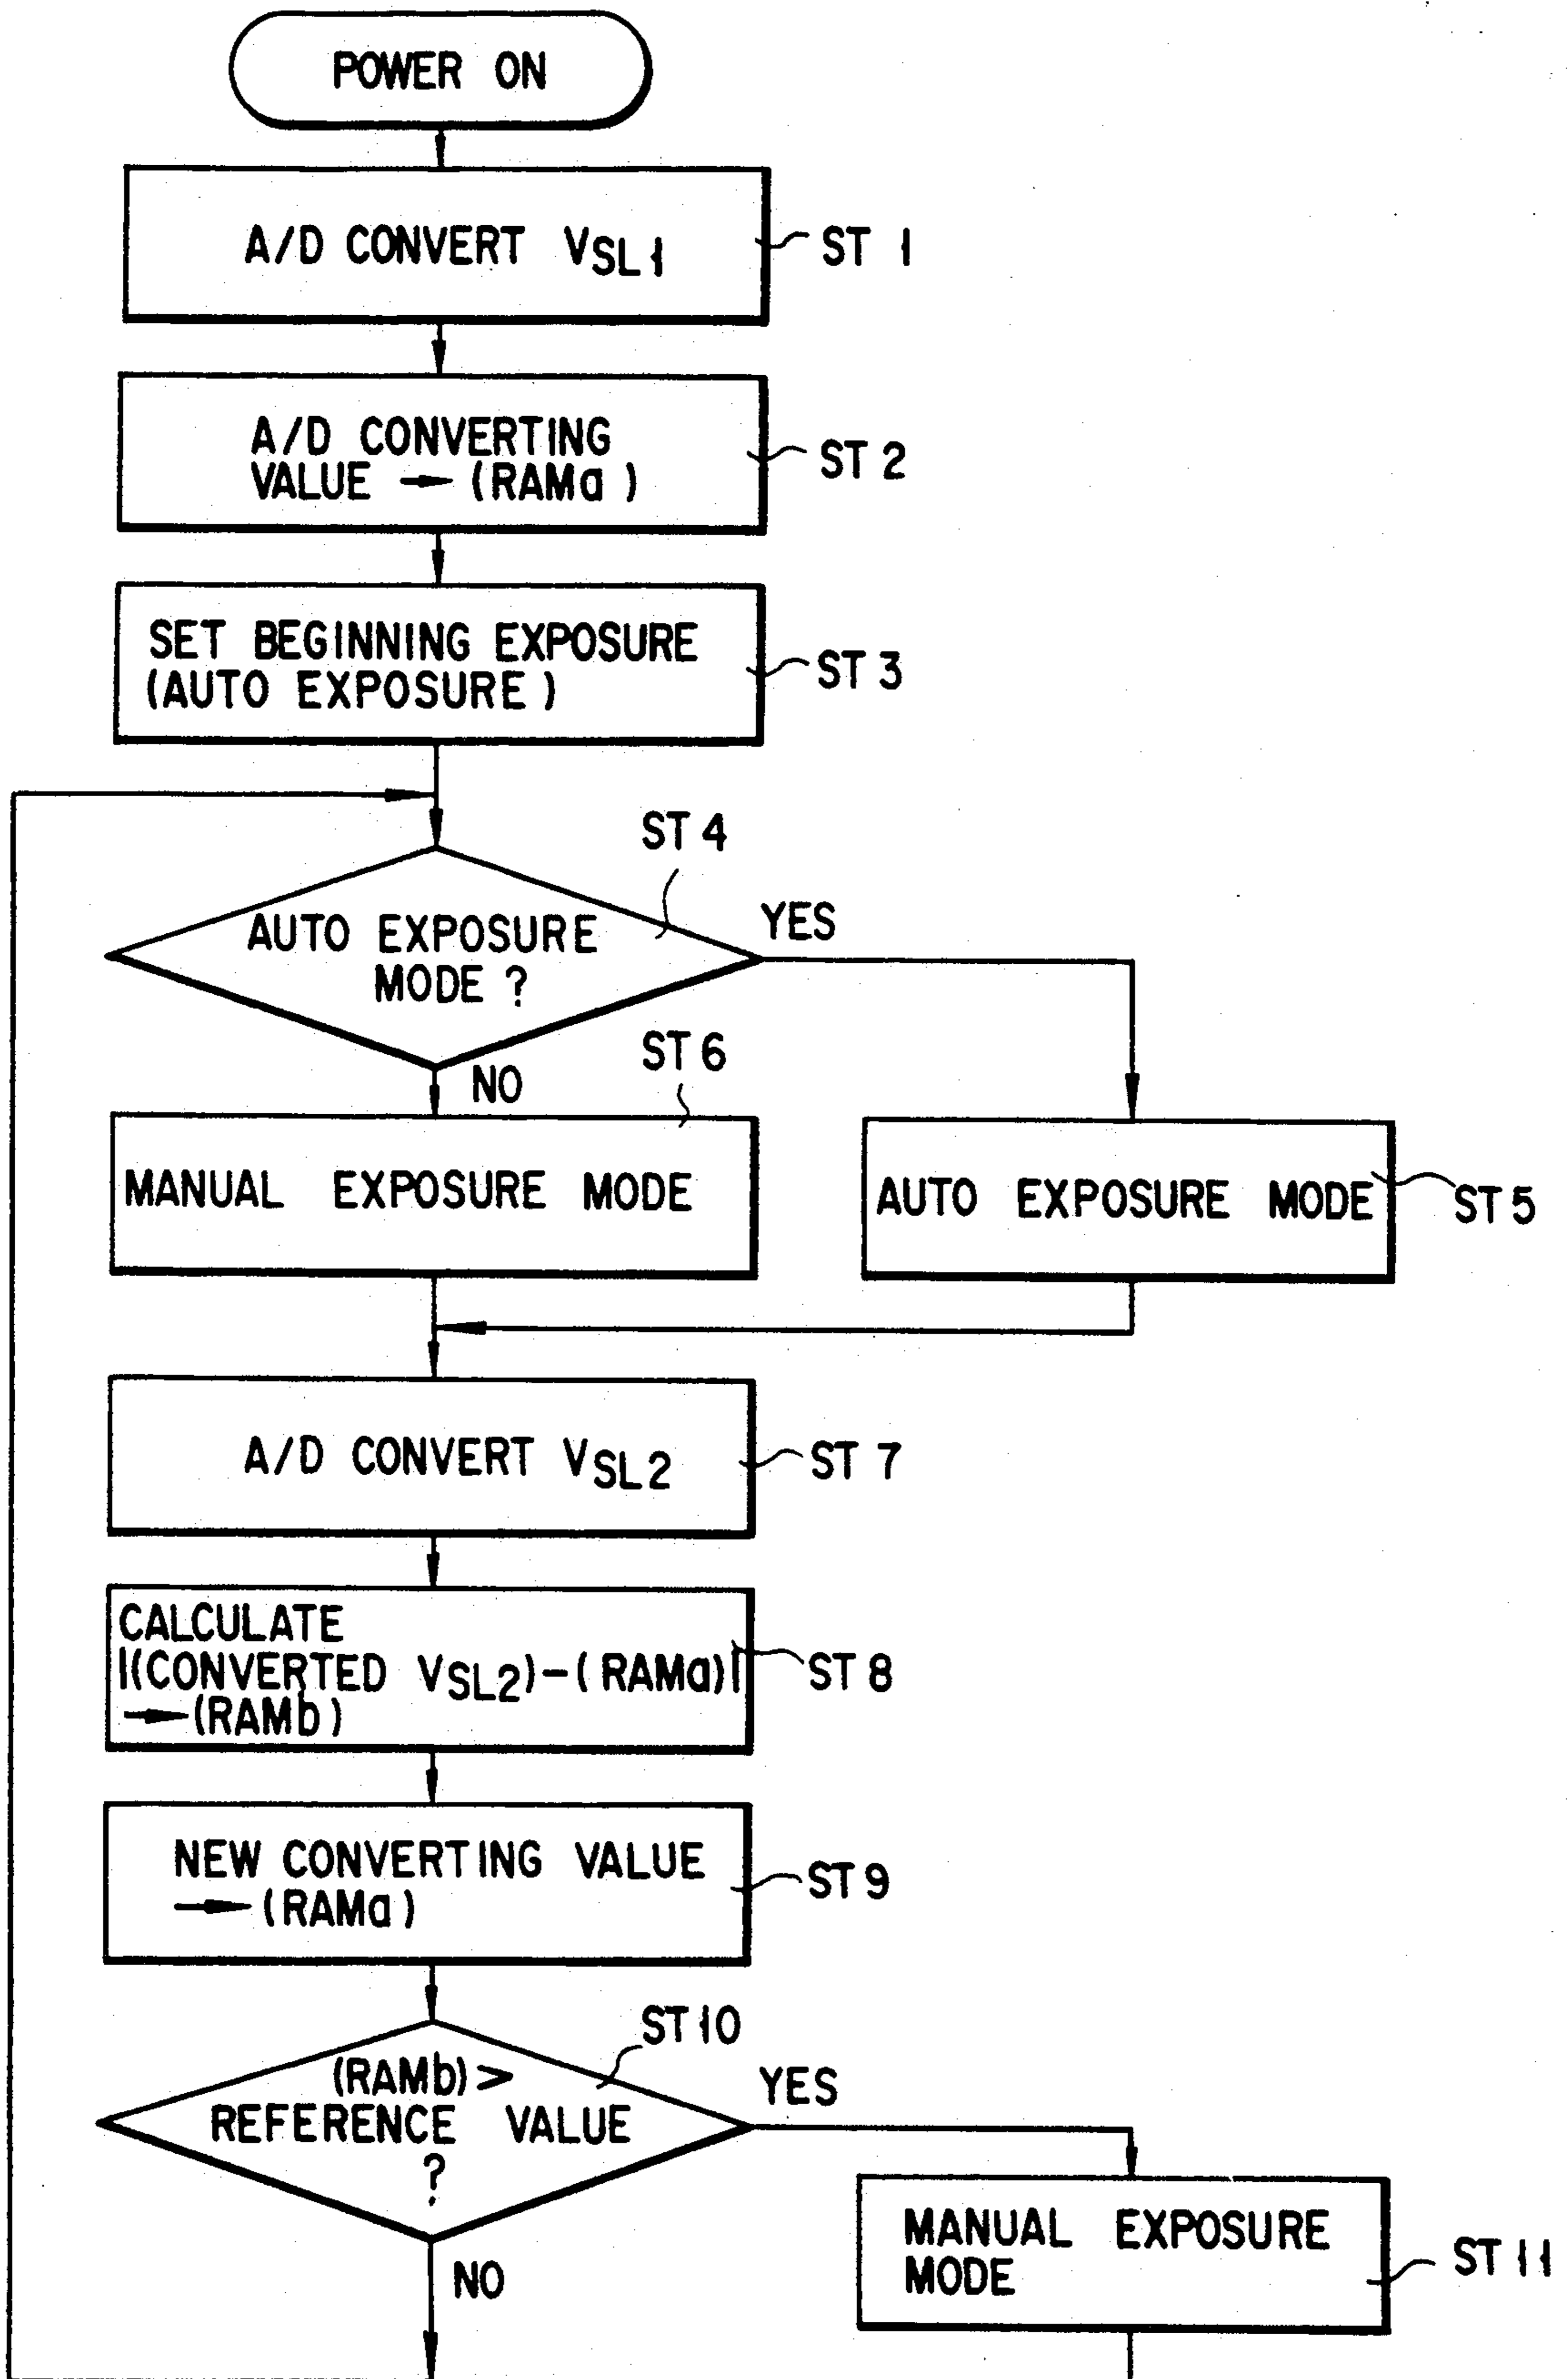 POWER ON
A/D CONVERT VSL1
ST 1
A/D CONVERTING
VALUE → (RAMa)
ST 2
SET BEGINNING EXPOSURE
(AUTO EXPOSURE)
ST 3
ST 4
AUTO EXPOSURE
MODE ?
YES
NO
ST 6
MANUAL EXPOSURE MODE
AUTO EXPOSURE MODE
ST 5
A/D CONVERT VSL2
ST 7
CALCULATE
|(CONVERTED VSL2)-(RAMa)|
→(RAMb)
ST 8
NEW CONVERTING VALUE
→(RAMa)
ST 9
ST 10
(RAMb) >
REFERENCE VALUE
?
YES
NO
MANUAL EXPOSURE
MODE
ST 11